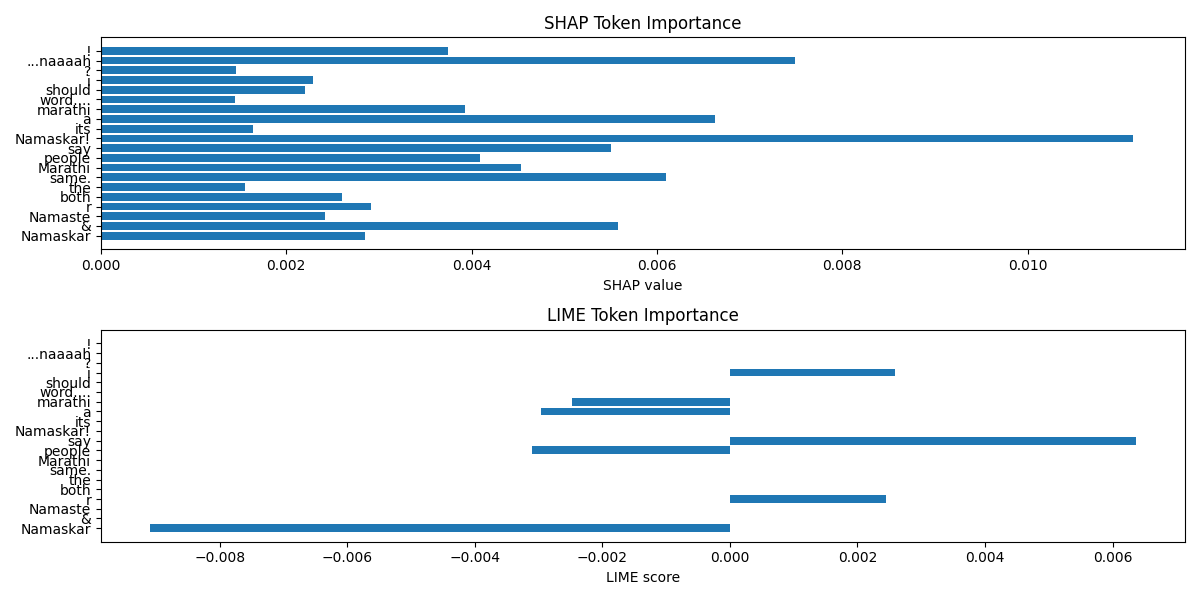 SHAP Token Importance
!
...naaaah
?
I
should
word....
marathi
a
its
Namaskar!
say
people
Marathi
same.
the
both
r
Namaste
&
Namaskar
0.000 0.002 0.004 0.006 0.008 0.010
SHAP value
LIME Token Importance
!
...naaaah
?
I
should
word....
marathi
a
its
Namaskar!
say
people
Marathi
same.
the
both
r
Namaste
&
Namaskar
−0.008 −0.006 −0.004 −0.002 0.000 0.002 0.004 0.006
LIME score